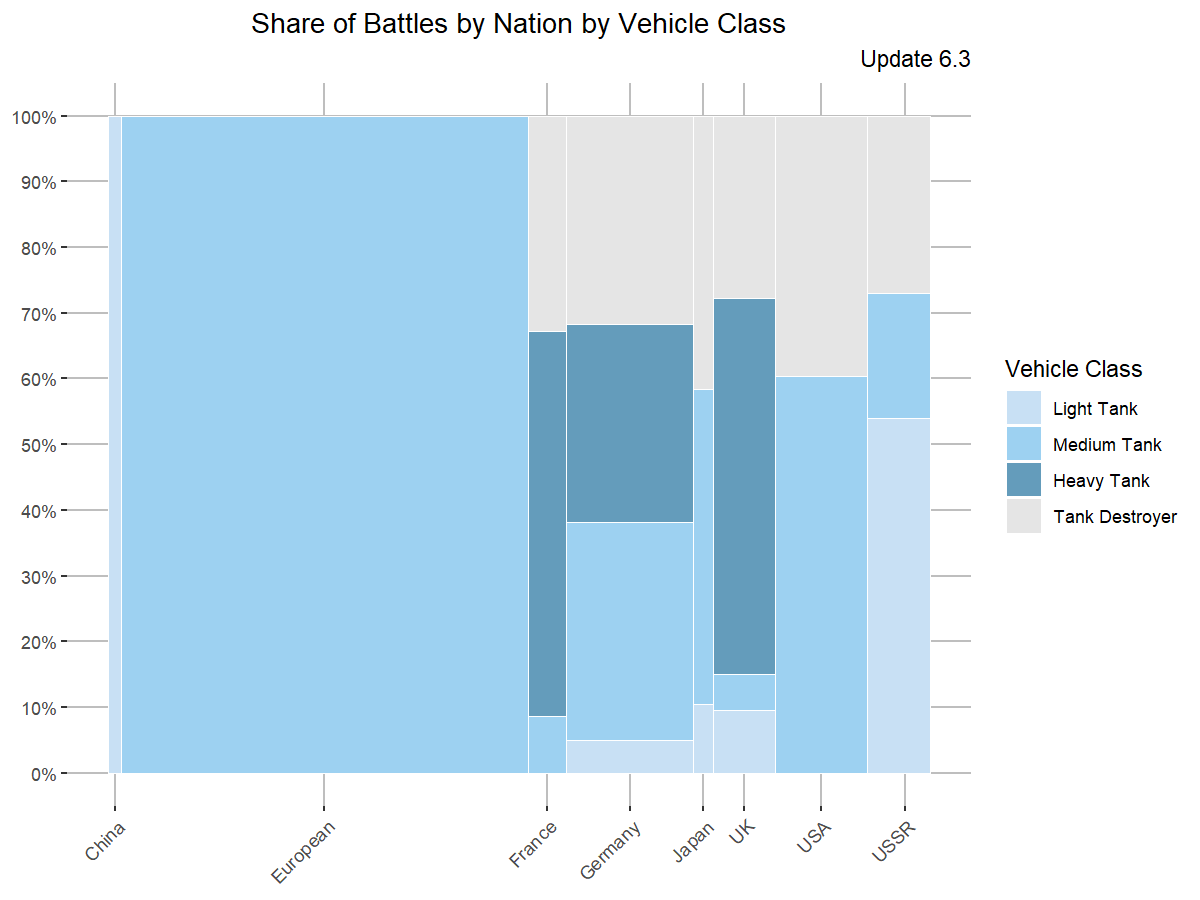 Share of Battles by Nation by Vehicle Class
Update 6.3
100%
90%
80%
70%
60%
50%
40%
30%
20%
10%
0%
China
European
France
Germany
Japan
UK
USA
USSR
Vehicle Class
Light Tank
Medium Tank
Heavy Tank
Tank Destroyer